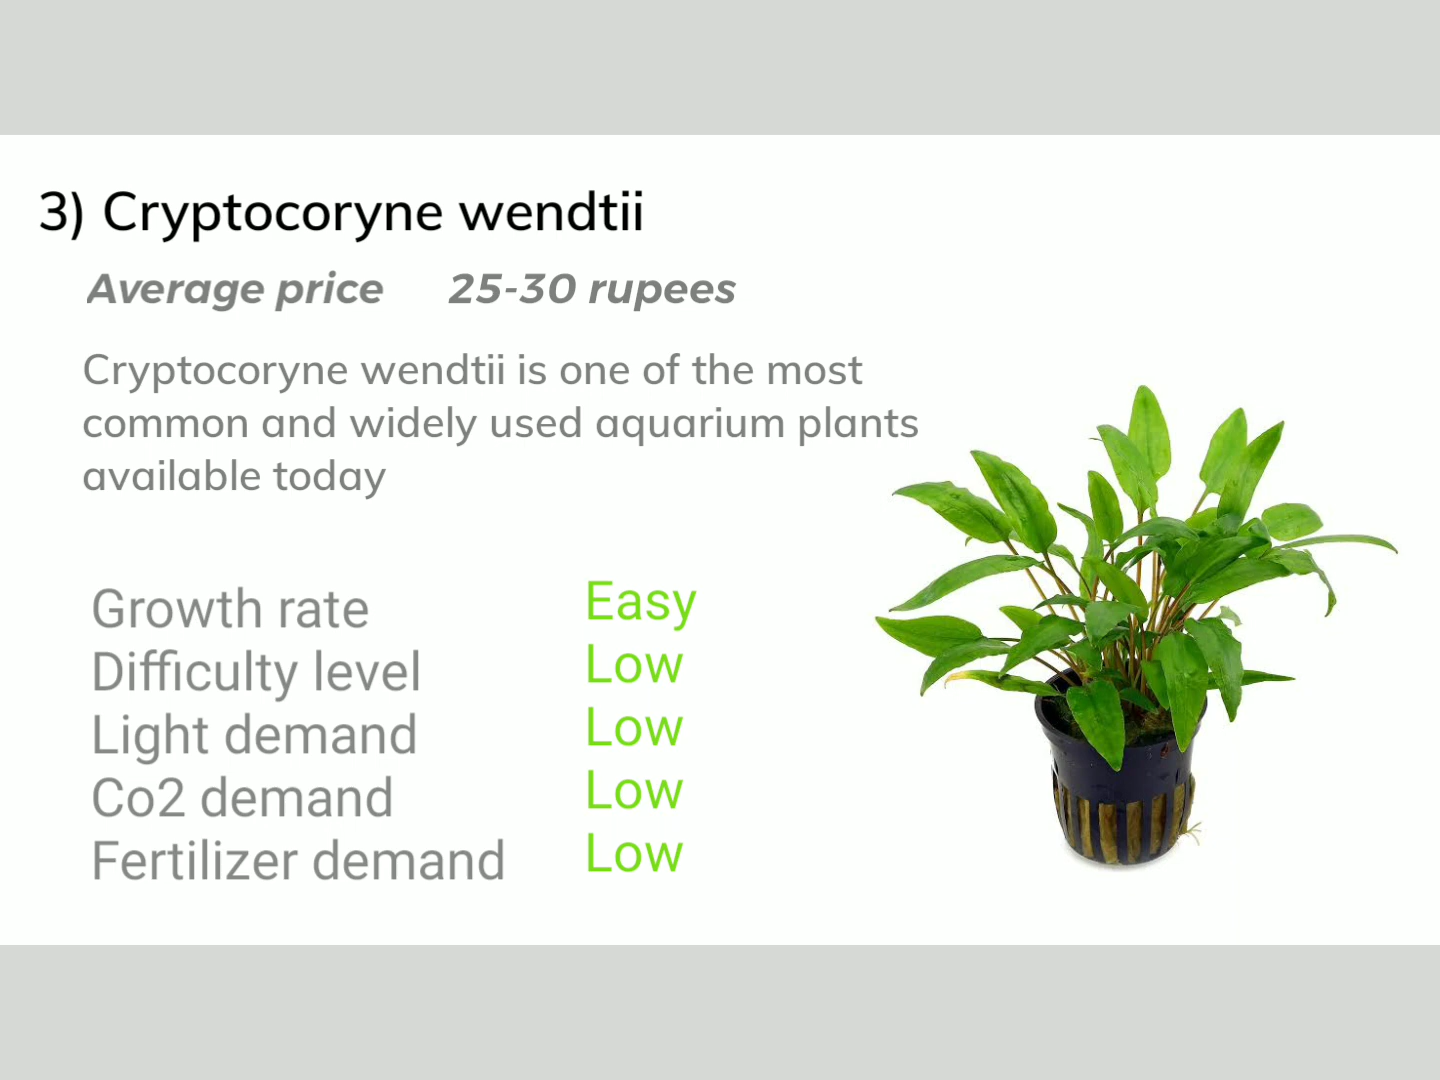 3) Cryptocoryne wendtii
Average price 25-30 rupees
Cryptocoryne wendtii is one of the most
common and widely used aquarium plants
available today
Growth rate Easy
Difficulty level Low
Light demand Low
Co2 demand Low
Fertilizer demand Low